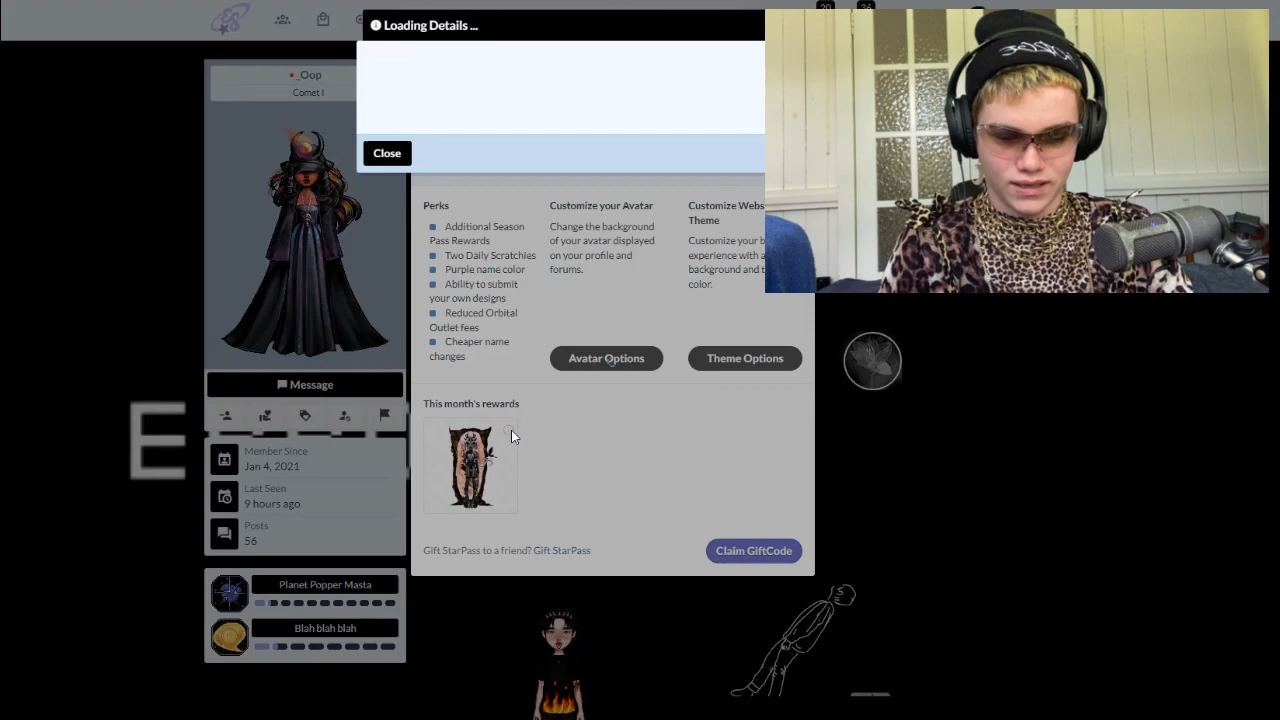 Loading Details ...
Close
_Oop
Comet I
Message
Member Since
Jan 4, 2021
Last Seen
9 hours ago
Posts
56
Planet Popper Masta
Blah blah blah
Perks
Additional Season
Pass Rewards
Two Daily Scratchies
Purple name color
Ability to submit
your own designs
Reduced Orbital
Outlet fees
Cheaper name
changes
Customize your Avatar
Change the background
of your avatar displayed
on your profile and
forums.
Avatar Options
Customize Webs
Theme
Customize your b
experience with a
background and t
color.
Theme Options
This month's rewards
Gift StarPass to a friend? Gift StarPass
Claim GiftCode